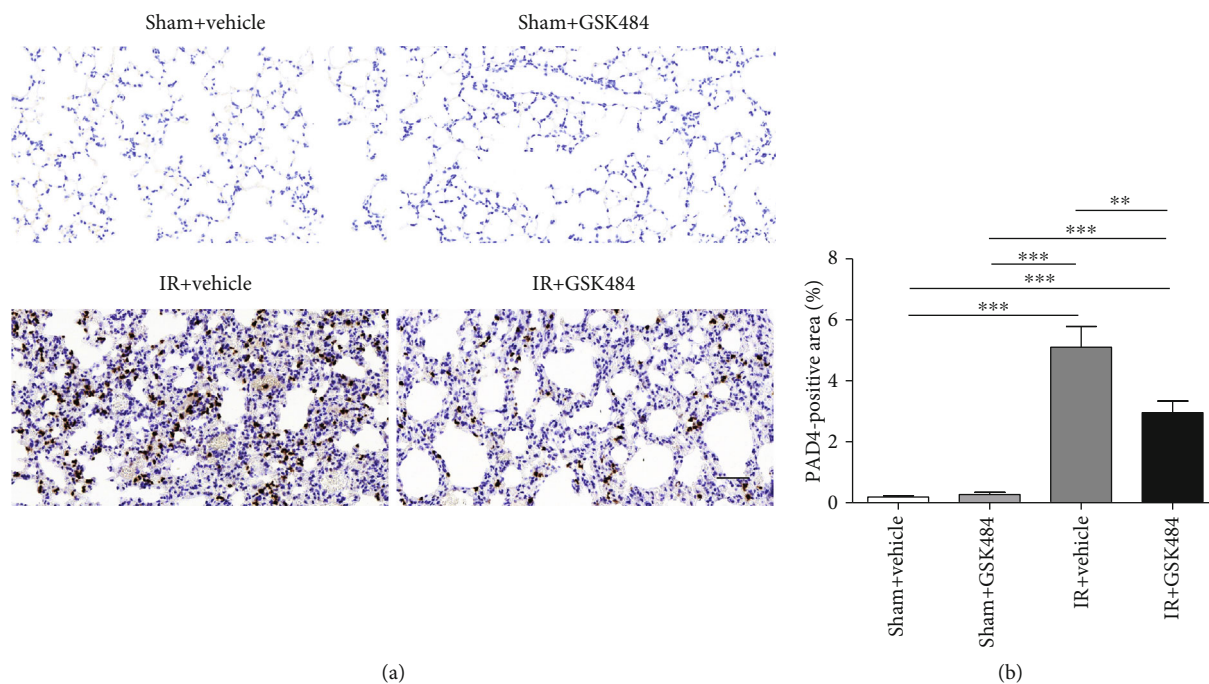 Sham+vehicle
Sham+GSK484
IR+vehicle
IR+GSK484
(a)
**
***
***
***
***
PAD4-positive area (%)
8
6
4
2
0
Sham+vehicle
Sham+GSK484
IR+vehicle
IR+GSK484
(b)